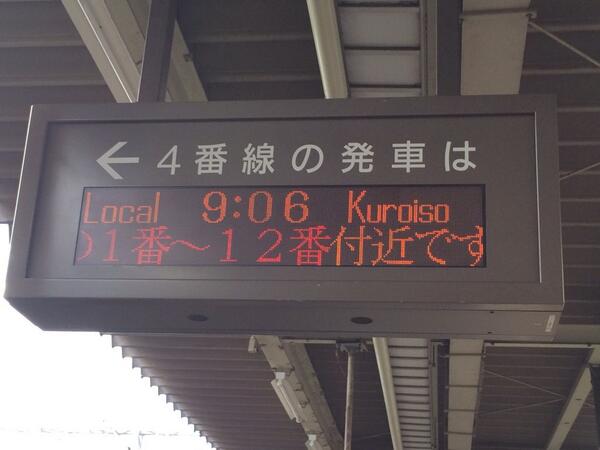 ←4番線の発車は
Local 9:06 Kuroiso
1番～12番付近です